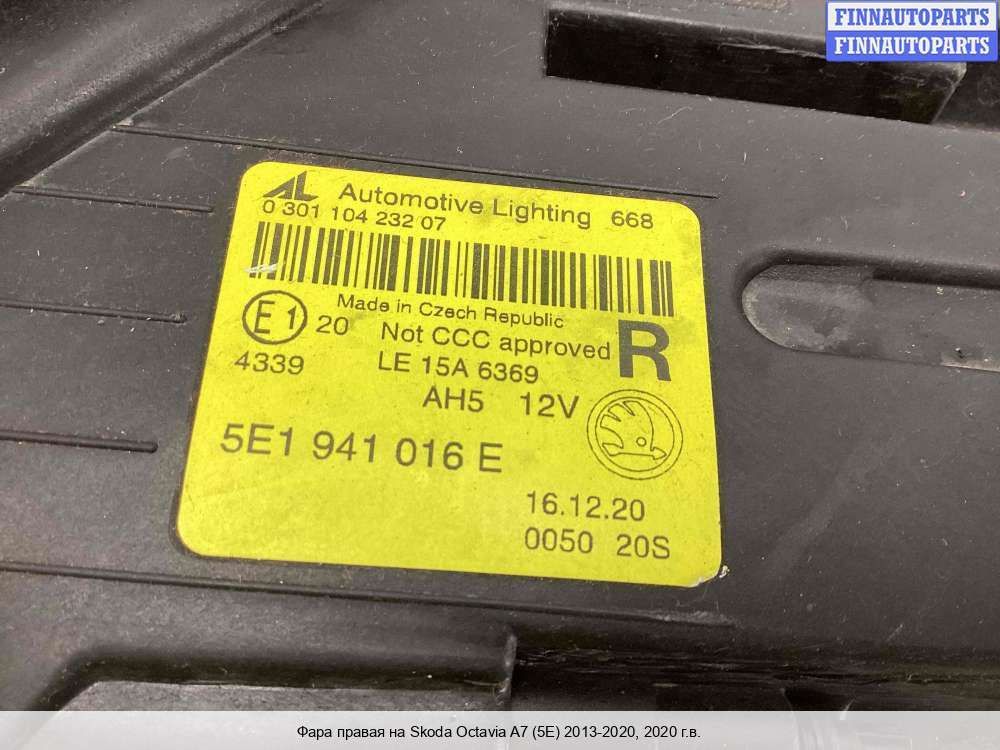 FINNAUTOPARTS
FINNAUTOPARTS
AL Automotive Lighting 668
0 301 104 232 07
Made in Czech Republic
E1 20 Not CCC approved R
4339 LE 15A 6369
AH5 12V
5E1 941 016 E
16.12.20
0050 20S
Фара правая на Skoda Octavia A7 (5E) 2013-2020, 2020 г.в.